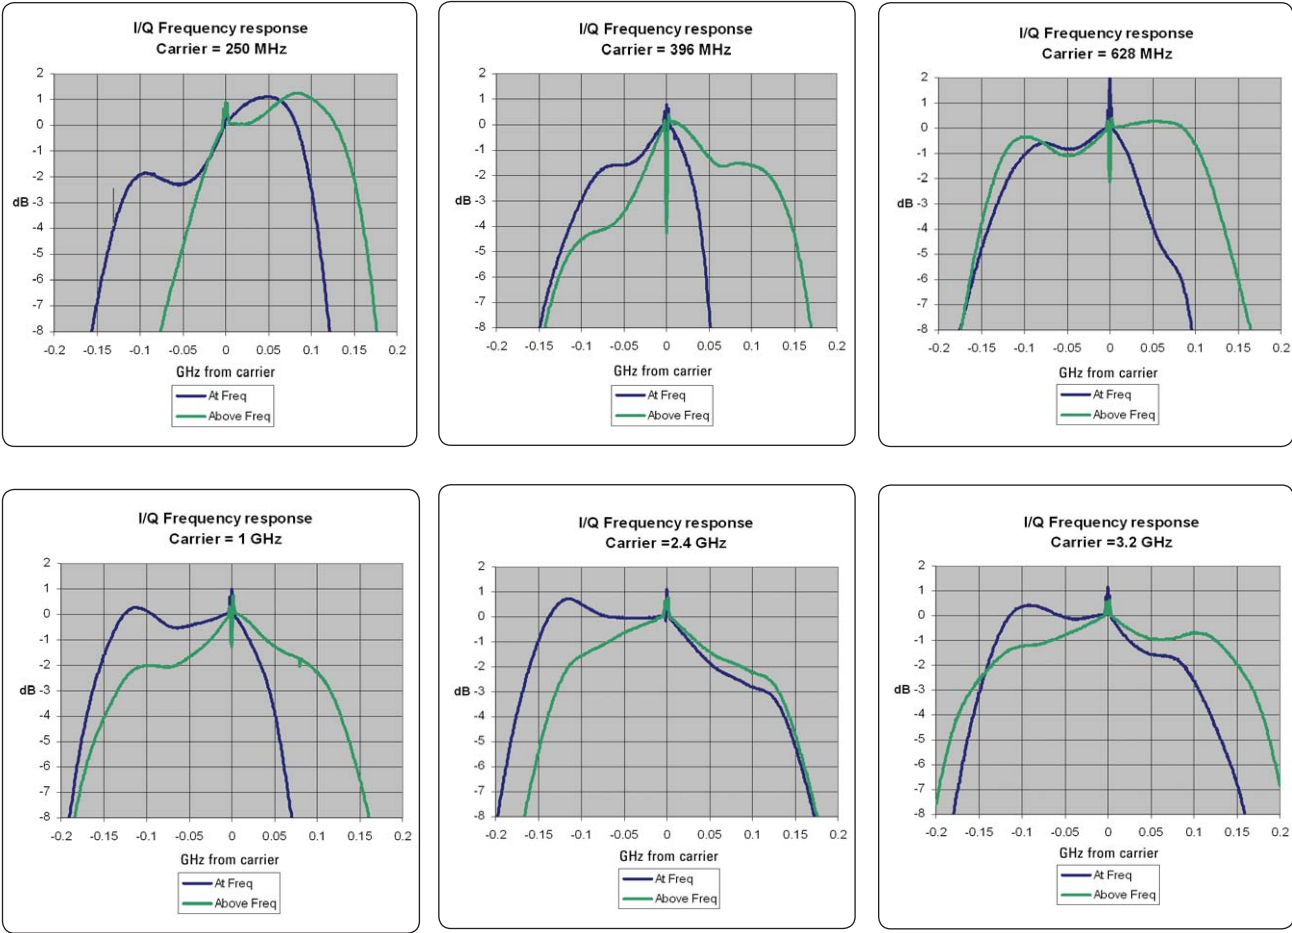 I/Q Frequency response
Carrier = 250 MHz
2
1
0
-1
-2
dB -3
-4
-5
-6
-7
-8
-0.2 -0.15 -0.1 -0.05 0 0.05 0.1 0.15 0.2
GHz from carrier
At Freq
Above Freq
I/Q Frequency response
Carrier = 396 MHz
2
1
0
-1
-2
dB -3
-4
-5
-6
-7
-8
-0.2 -0.15 -0.1 -0.05 0 0.05 0.1 0.15 0.2
GHz from carrier
At Freq
Above Freq
I/Q Frequency response
Carrier = 628 MHz
2
1
0
-1
-2
dB -3
-4
-5
-6
-7
-8
-0.2 -0.15 -0.1 -0.05 0 0.05 0.1 0.15 0.2
GHz from carrier
At Freq
Above Freq
I/Q Frequency response
Carrier = 1 GHz
2
1
0
-1
-2
dB -3
-4
-5
-6
-7
-8
-0.2 -0.15 -0.1 -0.05 0 0.05 0.1 0.15 0.2
GHz from carrier
At Freq
Above Freq
I/Q Frequency response
Carrier =2.4 GHz
2
1
0
-1
-2
dB -3
-4
-5
-6
-7
-8
-0.2 -0.15 -0.1 -0.05 0 0.05 0.1 0.15 0.2
GHz from carrier
At Freq
Above Freq
I/Q Frequency response
Carrier =3.2 GHz
2
1
0
-1
-2
dB -3
-4
-5
-6
-7
-8
-0.2 -0.15 -0.1 -0.05 0 0.05 0.1 0.15 0.2
GHz from carrier
At Freq
Above Freq